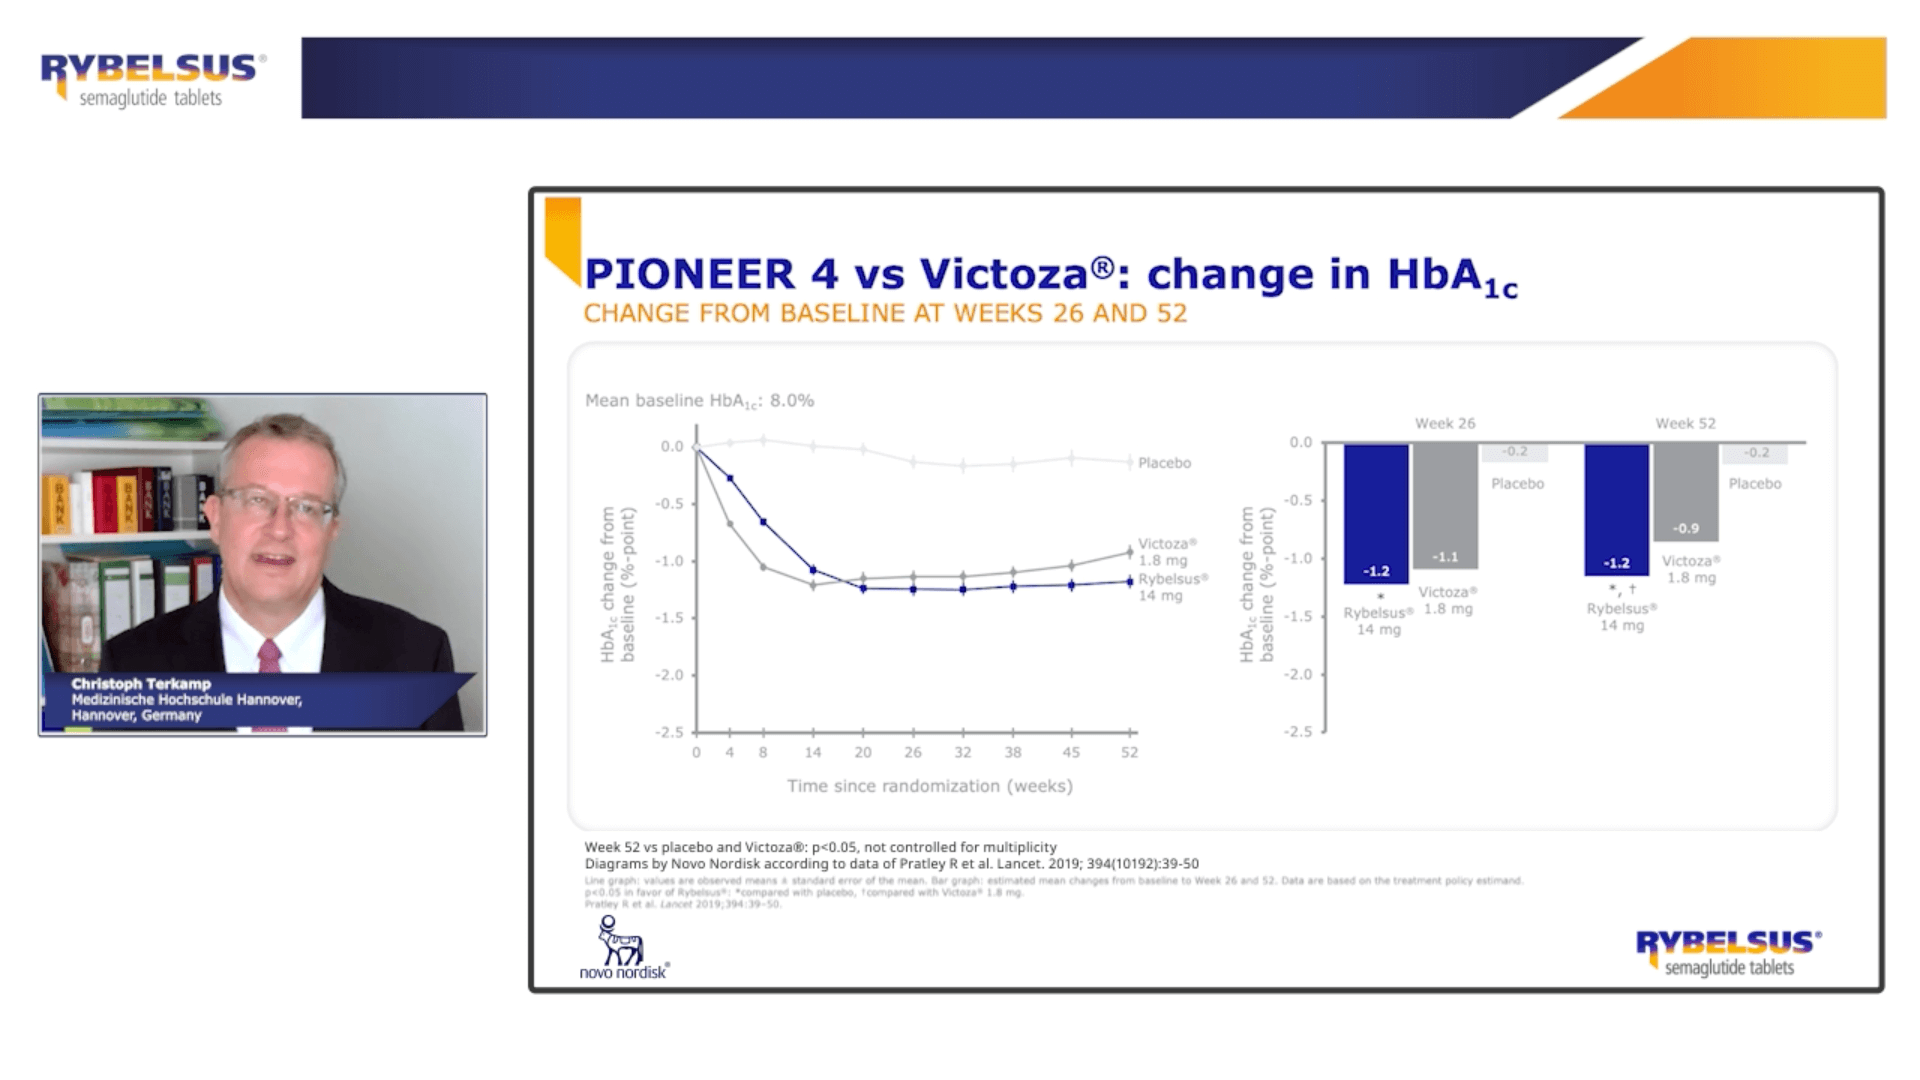 RYBELSUS®
semaglutide tablets
PIONEER 4 vs Victoza®: change in HbA1c
CHANGE FROM BASELINE AT WEEKS 26 AND 52
Mean baseline HbA1c: 8.0%
HbA1c change from
baseline (%-point)
0.0
-0.5
-1.0
-1.5
-2.0
-2.5
Placebo
Victoza®
1.8 mg
Rybelsus®
14 mg
0 4 8 14 20 26 32 38 45 52
Time since randomization (weeks)
HbA1c change from
baseline (%-point)
0.0
-0.5
-1.0
-1.5
-2.0
-2.5
Week 26
-1.2
-1.1
-0.2
*
Rybelsus®
14 mg
Victoza®
1.8 mg
Placebo
Week 52
-1.2
-0.9
-0.2
*, †
Rybelsus®
14 mg
Victoza®
1.8 mg
Placebo
BANK
BANK
BANK
BANK
BANK
Christoph Terkamp
Medizinische Hochschule Hannover,
Hannover, Germany
Week 52 vs placebo and Victoza®: p<0.05, not controlled for multiplicity
Diagrams by Novo Nordisk according to data of Pratley R et al. Lancet. 2019; 394(10192):39-50
Line graph: values are observed means ± standard error of the mean. Bar graph: estimated mean changes from baseline to Week 26 and 52. Data are based on the treatment policy estimand.
p<0.05 in favor of Rybelsus®: *compared with placebo, †compared with Victoza® 1.8 mg.
Pratley R et al. Lancet 2019;394:39–50.
novo nordisk®
RYBELSUS®
semaglutide tablets